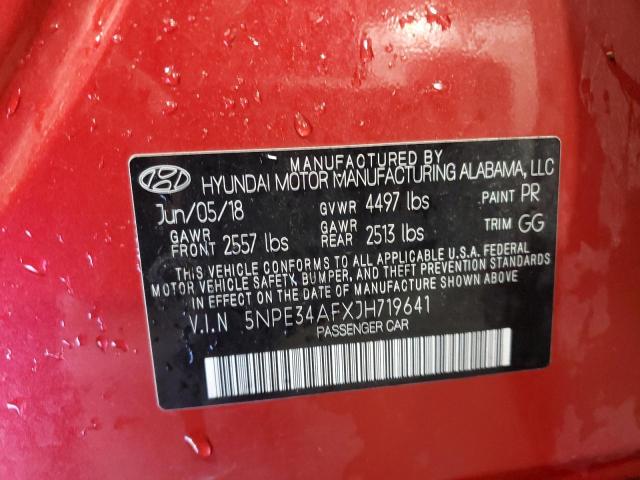 MANUFACTURED BY
HYUNDAI MOTOR MANUFACTURING ALABAMA, LLC
Jun/05/18 GVWR 4497 lbs PAINT PR
GAWR FRONT 2557 lbs GAWR REAR 2513 lbs TRIM GG
THIS VEHICLE CONFORMS TO ALL APPLICABLE U.S.A. FEDERAL
MOTOR VEHICLE SAFETY, BUMPER, AND THEFT PREVENTION STANDARDS
IN EFFECT ON THE DATE OF MANUFACTURE SHOWN ABOVE.
V.I.N 5NPE34AFXJH719641
PASSENGER CAR